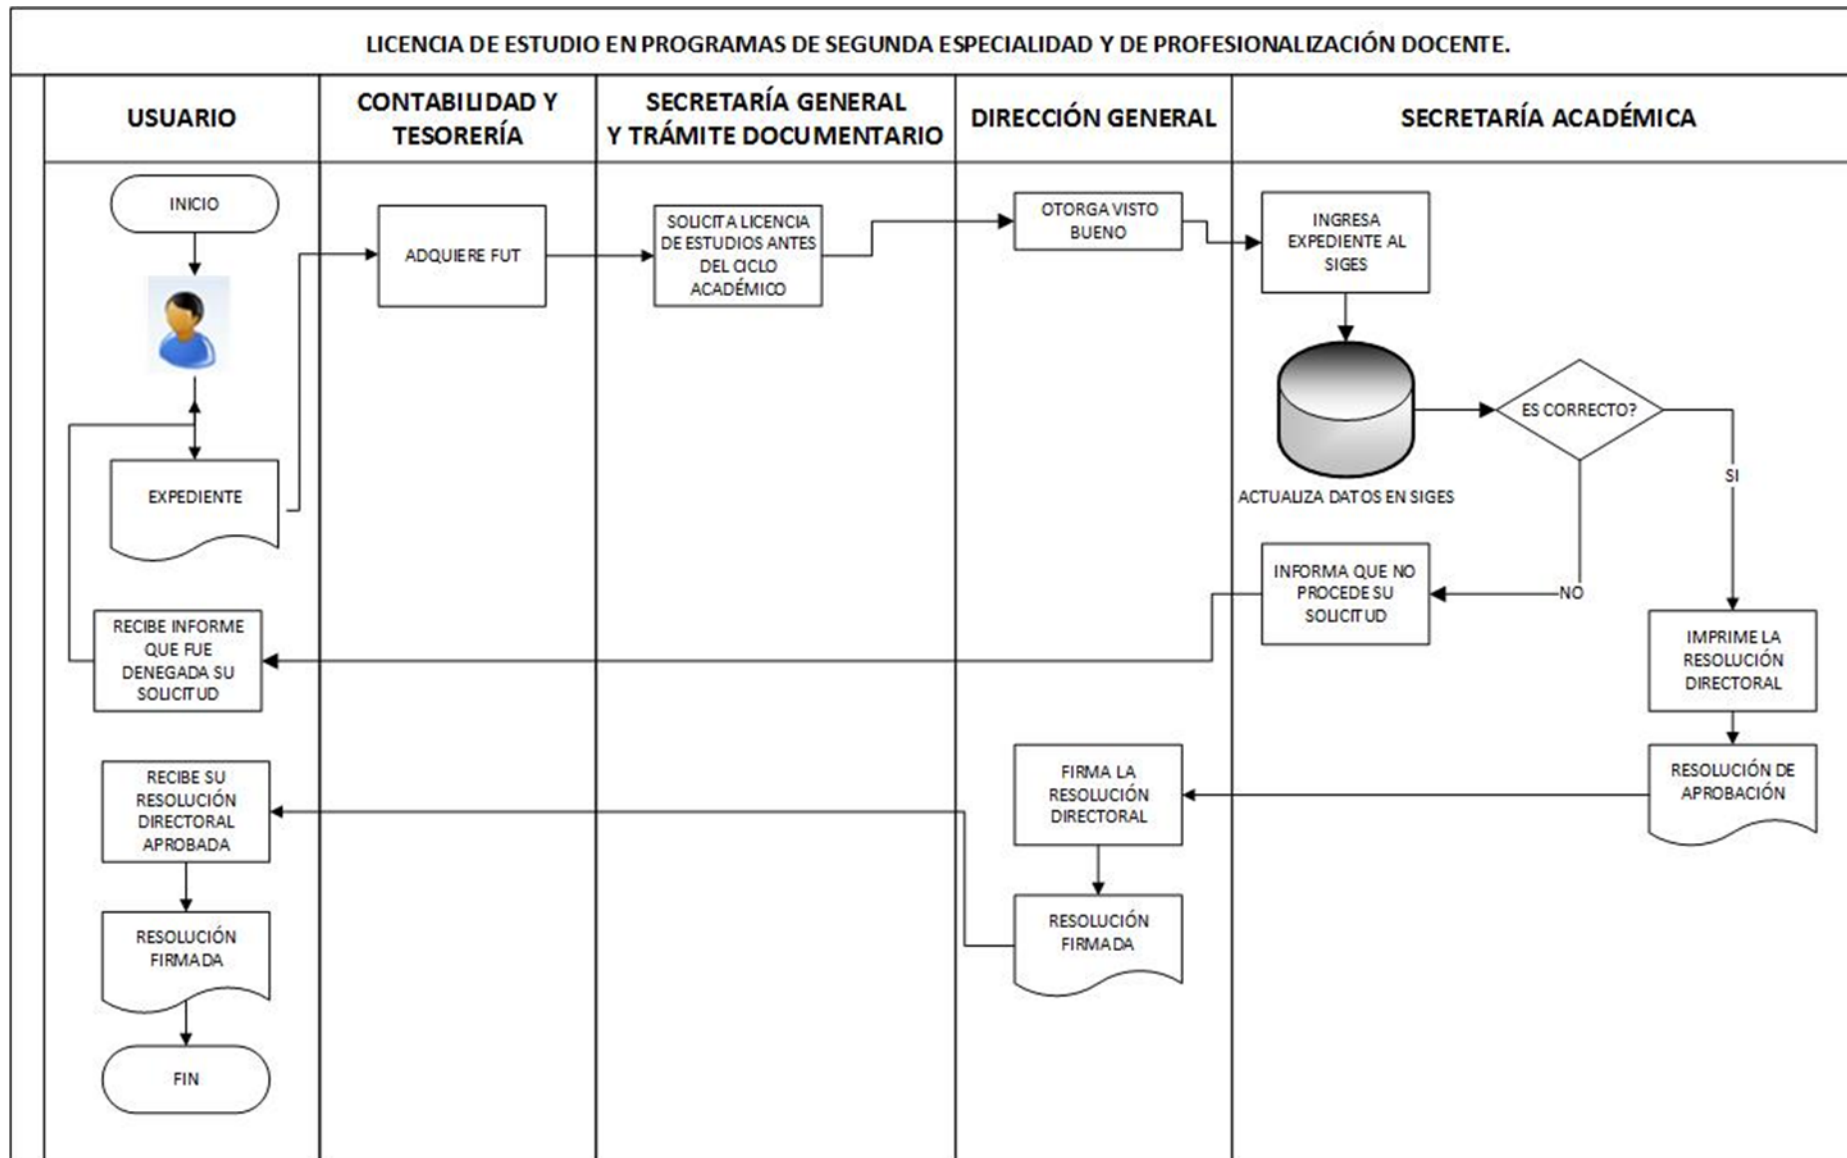 LICENCIA DE ESTUDIO EN PROGRAMAS DE SEGUNDA ESPECIALIDAD Y DE PROFESIONALIZACIÓN DOCENTE.
USUARIO
CONTABILIDAD Y
TESORERÍA
SECRETARÍA GENERAL
Y TRÁMITE DOCUMENTARIO
DIRECCIÓN GENERAL
SECRETARÍA ACADÉMICA
INICIO
ADQUIERE FUT
SOLICITA LICENCIA
DE ESTUDIOS ANTES
DEL CICLO
ACADÉMICO
OTORGA VISTO
BUENO
INGRESA
EXPEDIENTE AL
SIGES
ES CORRECTO?
ACTUALIZA DATOS EN SIGES
SI
NO
EXPEDIENTE
INFORMA QUE NO
PROCEDE SU
SOLICITUD
RECIBE INFORME
QUE FUE
DENEGADA SU
SOLICITUD
IMPRIME LA
RESOLUCIÓN
DIRECTORAL
RESOLUCIÓN DE
APROBACIÓN
FIRMA LA
RESOLUCIÓN
DIRECTORAL
RESOLUCIÓN
FIRMADA
RECIBE SU
RESOLUCIÓN
DIRECTORAL
APROBADA
RESOLUCIÓN
FIRMADA
FIN